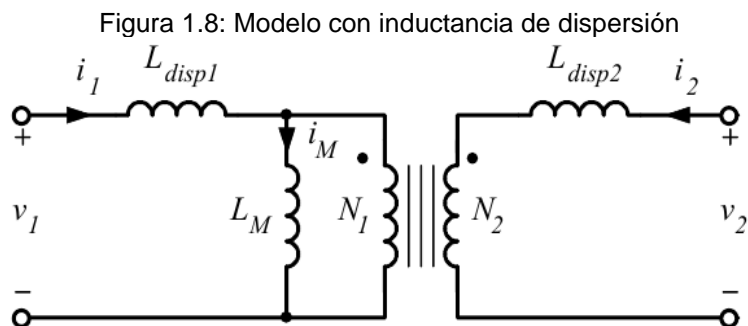 Figura 1.8: Modelo con inductancia de dispersión
i1 Ldisp1 Ldisp2 i2
+ iM +
v1 LM N1 N2 v2
− −